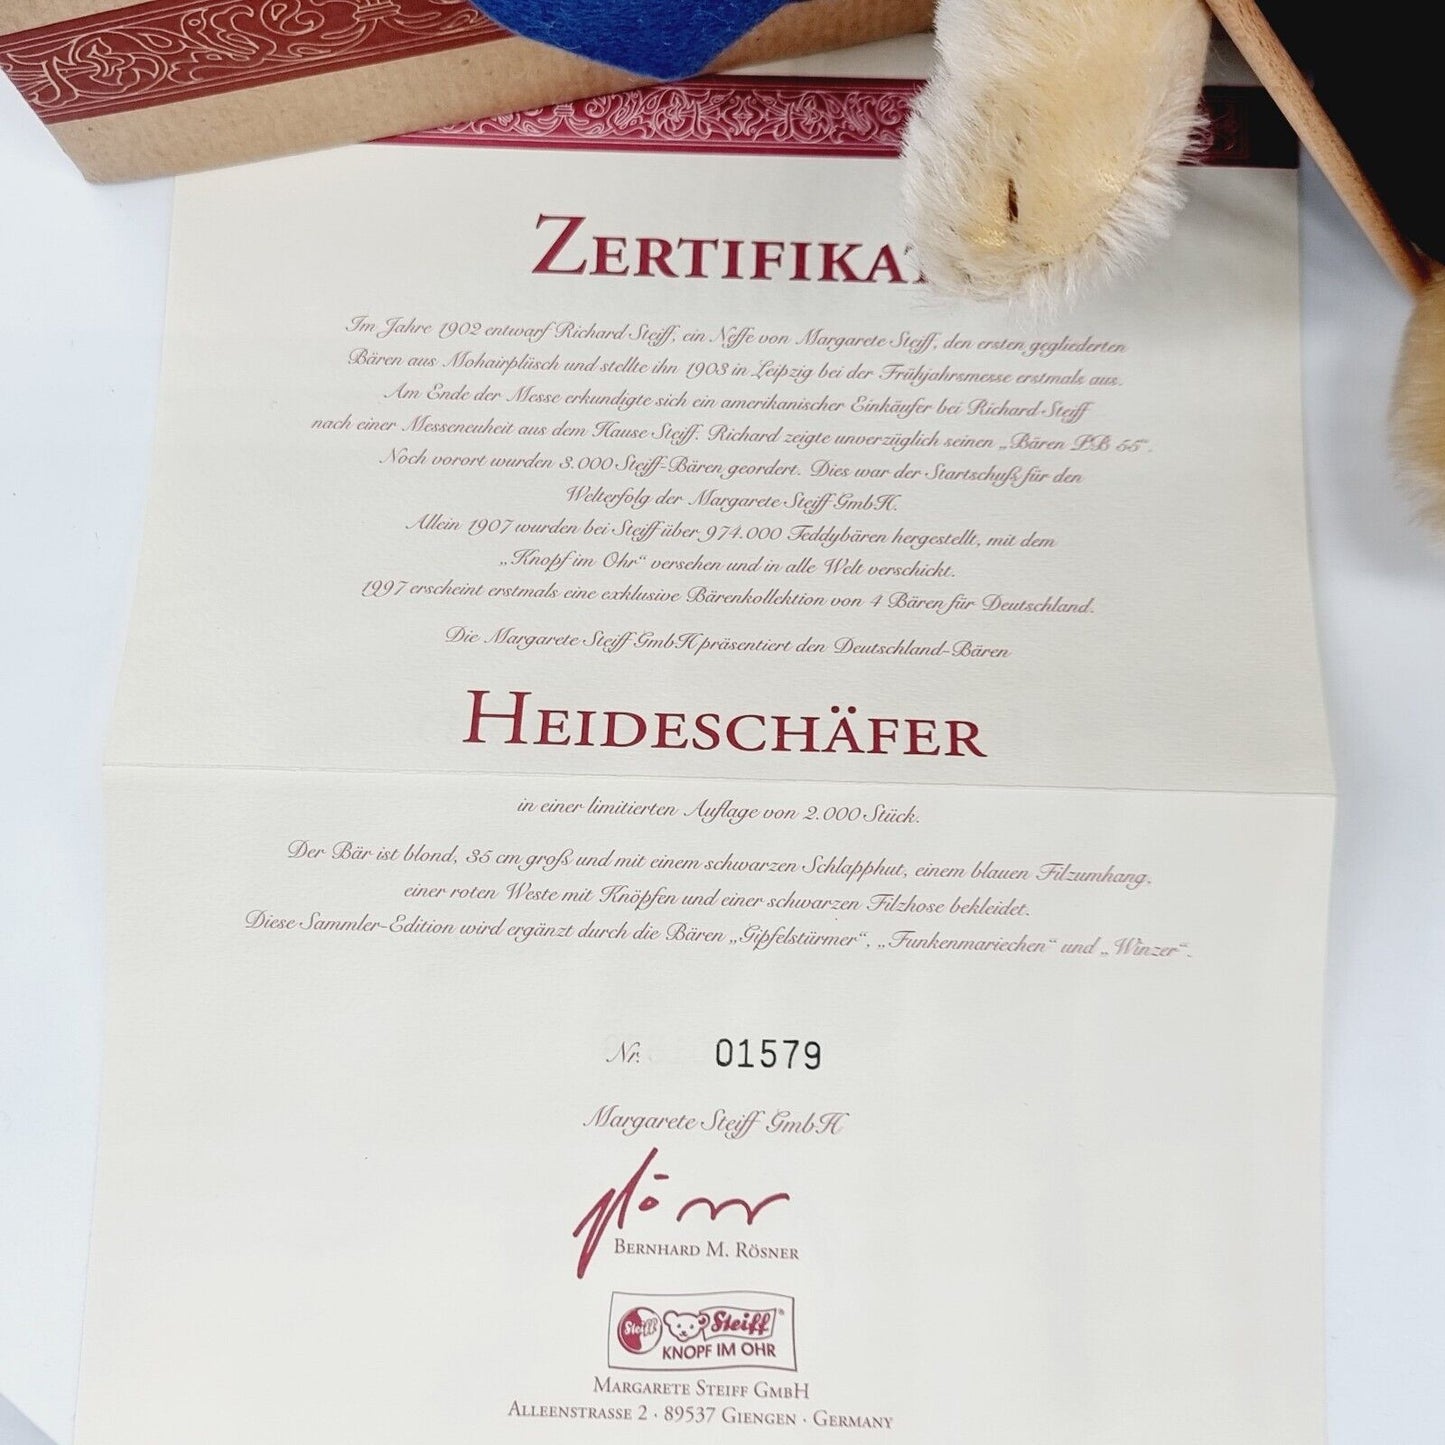 ZERTIFIKAT
Im Jahre 1902 entwarf Richard Steiff, ein Neffe von Margarete Steiff, den ersten gegliederten
Bären aus Mohairplüsch und stellte ihn 1903 in Leipzig bei der Frühjahrsmesse erstmals aus.
Am Ende der Messe erkundigte sich ein amerikanischer Einkäufer bei Richard Steiff
nach einer Messeneuheit aus dem Hause Steiff. Richard zeigte unverzüglich seinen „Bären PB 55“.
Noch vorort wurden 3.000 Steiff-Bären geordert. Dies war der Startschuß für den
Welterfolg der Margarete Steiff GmbH.
Allein 1907 wurden bei Steiff über 974.000 Teddybären hergestellt, mit dem
„Knopf im Ohr“ versehen und in alle Welt verschickt.
1997 erscheint erstmals eine exklusive Bärenkollektion von 4 Bären für Deutschland.
Die Margarete Steiff GmbH präsentiert den Deutschland-Bären
HEIDESCHÄFER
in einer limitierten Auflage von 2.000 Stück.
Der Bär ist blond, 35 cm groß und mit einem schwarzen Schlapphut, einem blauen Filzumhang,
einer roten Weste mit Knöpfen und einer schwarzen Filzhose bekleidet.
Diese Sammler-Edition wird ergänzt durch die Bären „Gipfelstürmer“, „Funkenmariechen“ und „Winzer“.
Nr. 01579
Margarete Steiff GmbH
BERNHARD M. RÖSNER
Steiff Steiff®
KNOPF IM OHR
MARGARETE STEIFF GMBH
ALLEENSTRASSE 2 · 89537 GIENGEN · GERMANY